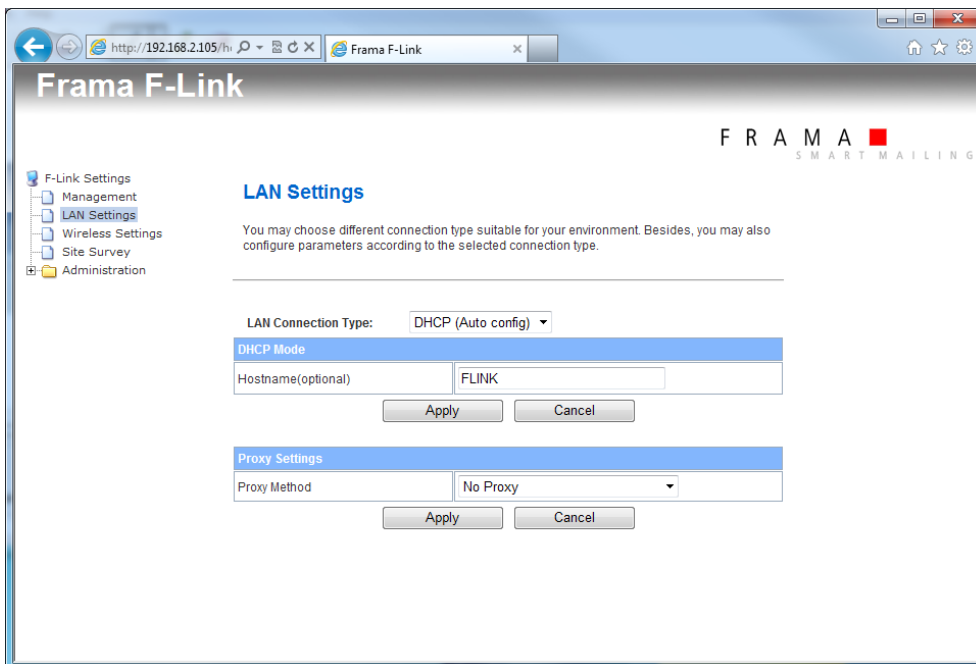 http://192.168.2.105/h
Frama F-Link
Frama F-Link
FRAMA
SMART MAILING
F-Link Settings
Management
LAN Settings
Wireless Settings
Site Survey
Administration
LAN Settings
You may choose different connection type suitable for your environment. Besides, you may also
configure parameters according to the selected connection type.
LAN Connection Type: DHCP (Auto config)
DHCP Mode
Hostname(optional) FLINK
Apply Cancel
Proxy Settings
Proxy Method No Proxy
Apply Cancel